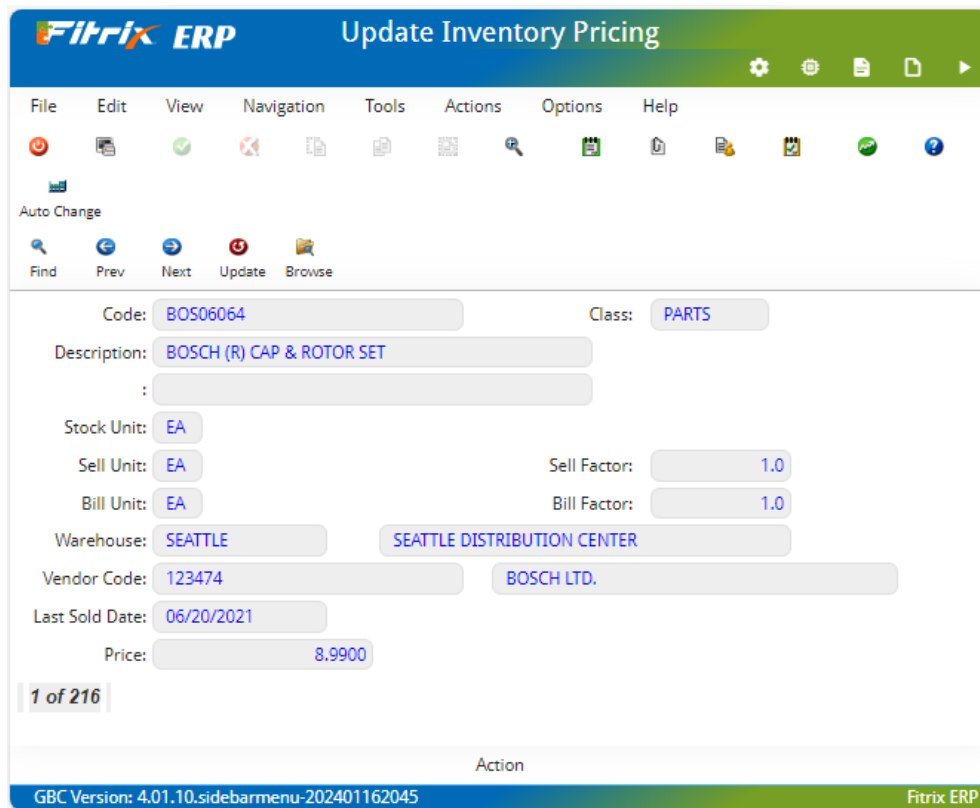 Fitrix ERP Update Inventory Pricing
File Edit View Navigation Tools Actions Options Help
Auto Change
Find Prev Next Update Browse
Code: BOS06064 Class: PARTS
Description: BOSCH (R) CAP & ROTOR SET
:
Stock Unit: EA
Sell Unit: EA Sell Factor: 1.0
Bill Unit: EA Bill Factor: 1.0
Warehouse: SEATTLE SEATTLE DISTRIBUTION CENTER
Vendor Code: 123474 BOSCH LTD.
Last Sold Date: 06/20/2021
Price: 8.9900
1 of 216
Action
GBC Version: 4.01.10.sidebarmenu-202401162045 Fitrix ERP